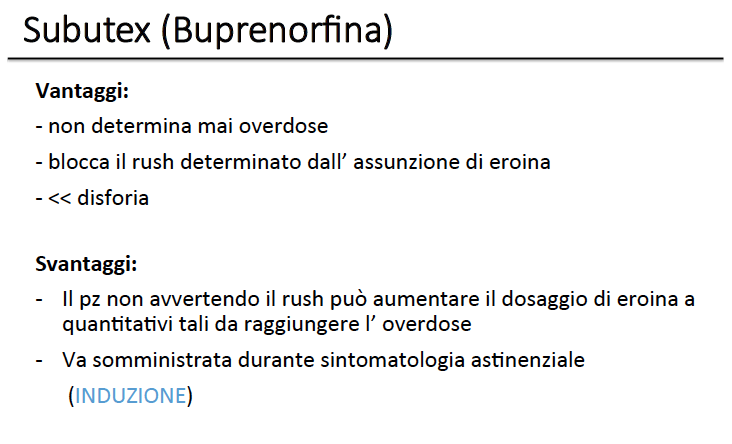 Subutex (Buprenorfina)
Vantaggi:
- non determina mai overdose
- blocca il rush determinato dall’ assunzione di eroina
- << disforia
Svantaggi:
- Il pz non avvertendo il rush può aumentare il dosaggio di eroina a
quantitativi tali da raggiungere l’ overdose
- Va somministrata durante sintomatologia astinenziale
(INDUZIONE)